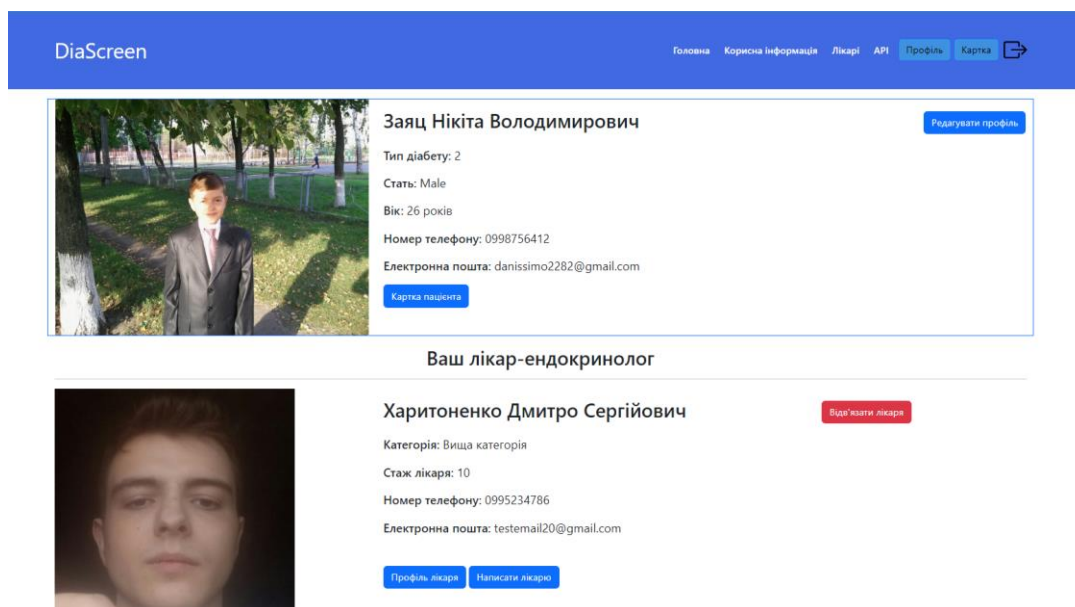 DiaScreen
Головна Корисна інформація Лікарі API Профіль Картка
Заяц Нікіта Володимирович
Редагувати профіль
Тип діабету: 2
Стать: Male
Вік: 26 років
Номер телефону: 0998756412
Електронна пошта: danissimo2282@gmail.com
Картка пацієнта
Ваш лікар-ендокринолог
Харитоненко Дмитро Сергійович
Відв'язати лікаря
Категорія: Вища категорія
Стаж лікаря: 10
Номер телефону: 0995234786
Електронна пошта: testemail20@gmail.com
Профіль лікаря Написати лікарю